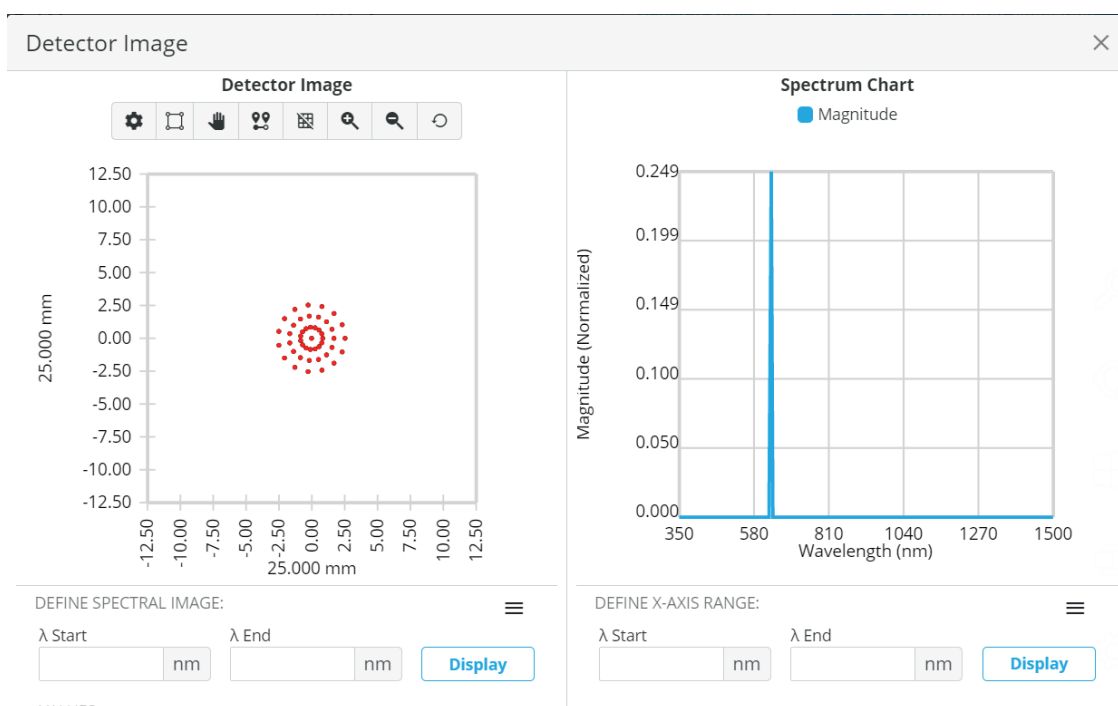 Detector Image
Detector Image
12.50
10.00
7.50
5.00
2.50
0.00
-2.50
-5.00
-7.50
-10.00
-12.50
25.000 mm
-12.50 -10.00 -7.50 -5.00 -2.50 0.00 2.50 5.00 7.50 10.00 12.50
25.000 mm
DEFINE SPECTRAL IMAGE:
λ Start λ End
nm nm Display
Spectrum Chart
Magnitude
0.249
0.199
0.149
0.100
0.050
0.000
Magnitude (Normalized)
350 580 810 1040 1270 1500
Wavelength (nm)
DEFINE X-AXIS RANGE:
λ Start λ End
nm nm Display